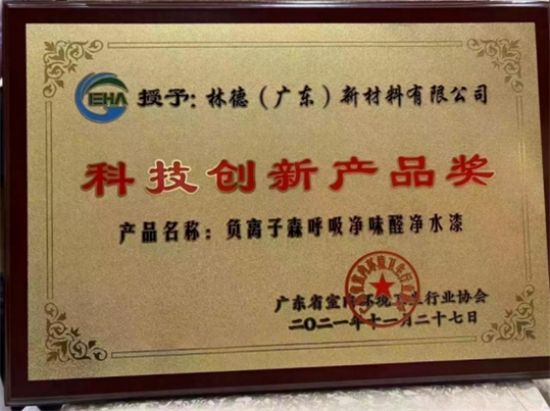 IEHA 授予：林德（广东）新材料有限公司
科技创新产品奖
产品名称：负离子森呼吸净味醛净水漆
广东省室内环境卫生行业协会
二〇二一年十一月二十七日